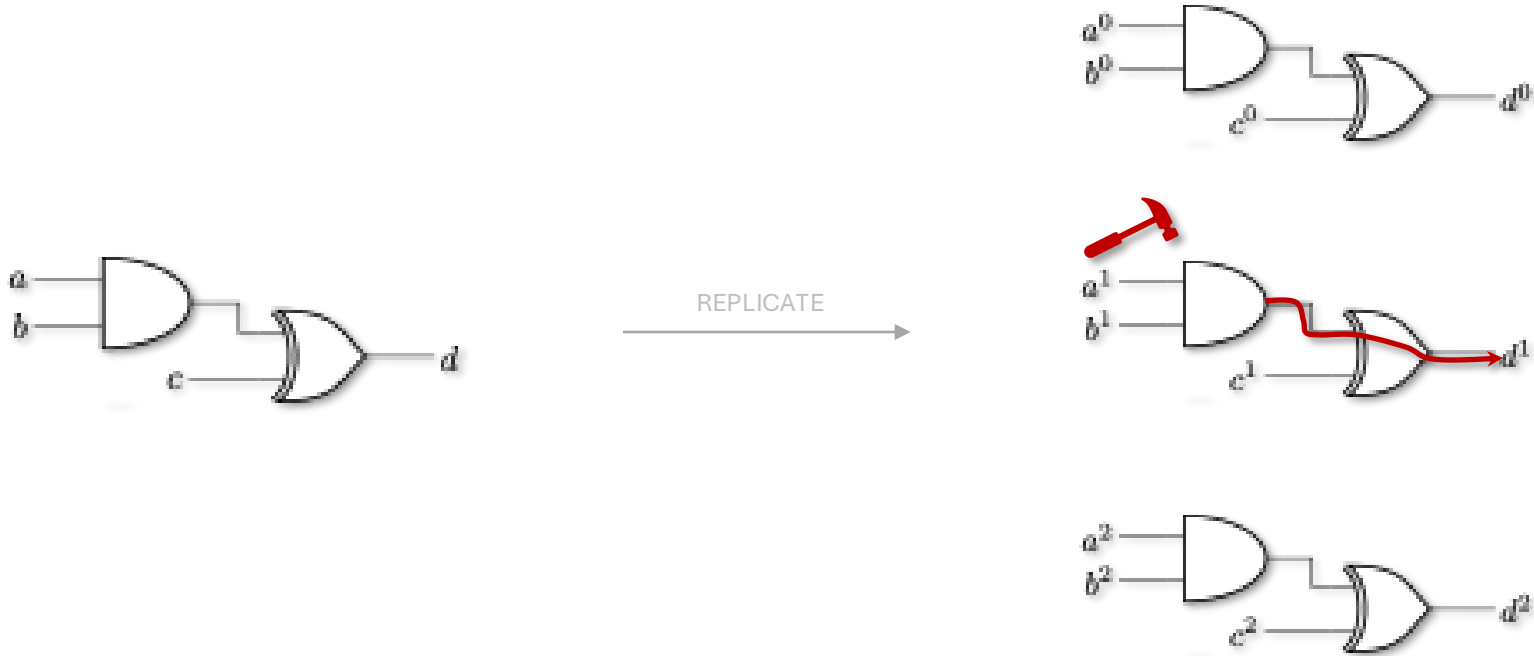 a
b
c
d
REPLICATE
a⁰
b⁰
c⁰
d⁰
a¹
b¹
c¹
d¹
a²
b²
c²
d²